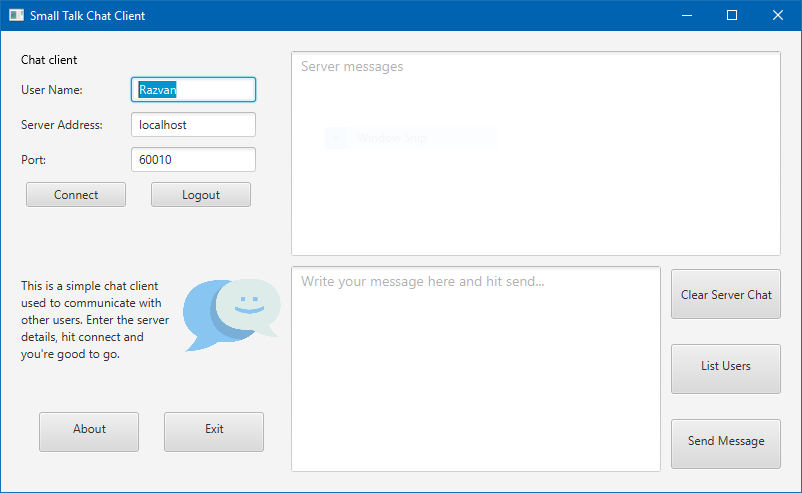 Small Talk Chat Client
Chat client
User Name:
Razvan
Server Address:
localhost
Port:
60010
Connect
Logout
Server messages
Window Snip
This is a simple chat client
used to communicate with
other users. Enter the server
details, hit connect and
you're good to go.
Write your message here and hit send...
Clear Server Chat
List Users
Send Message
About
Exit